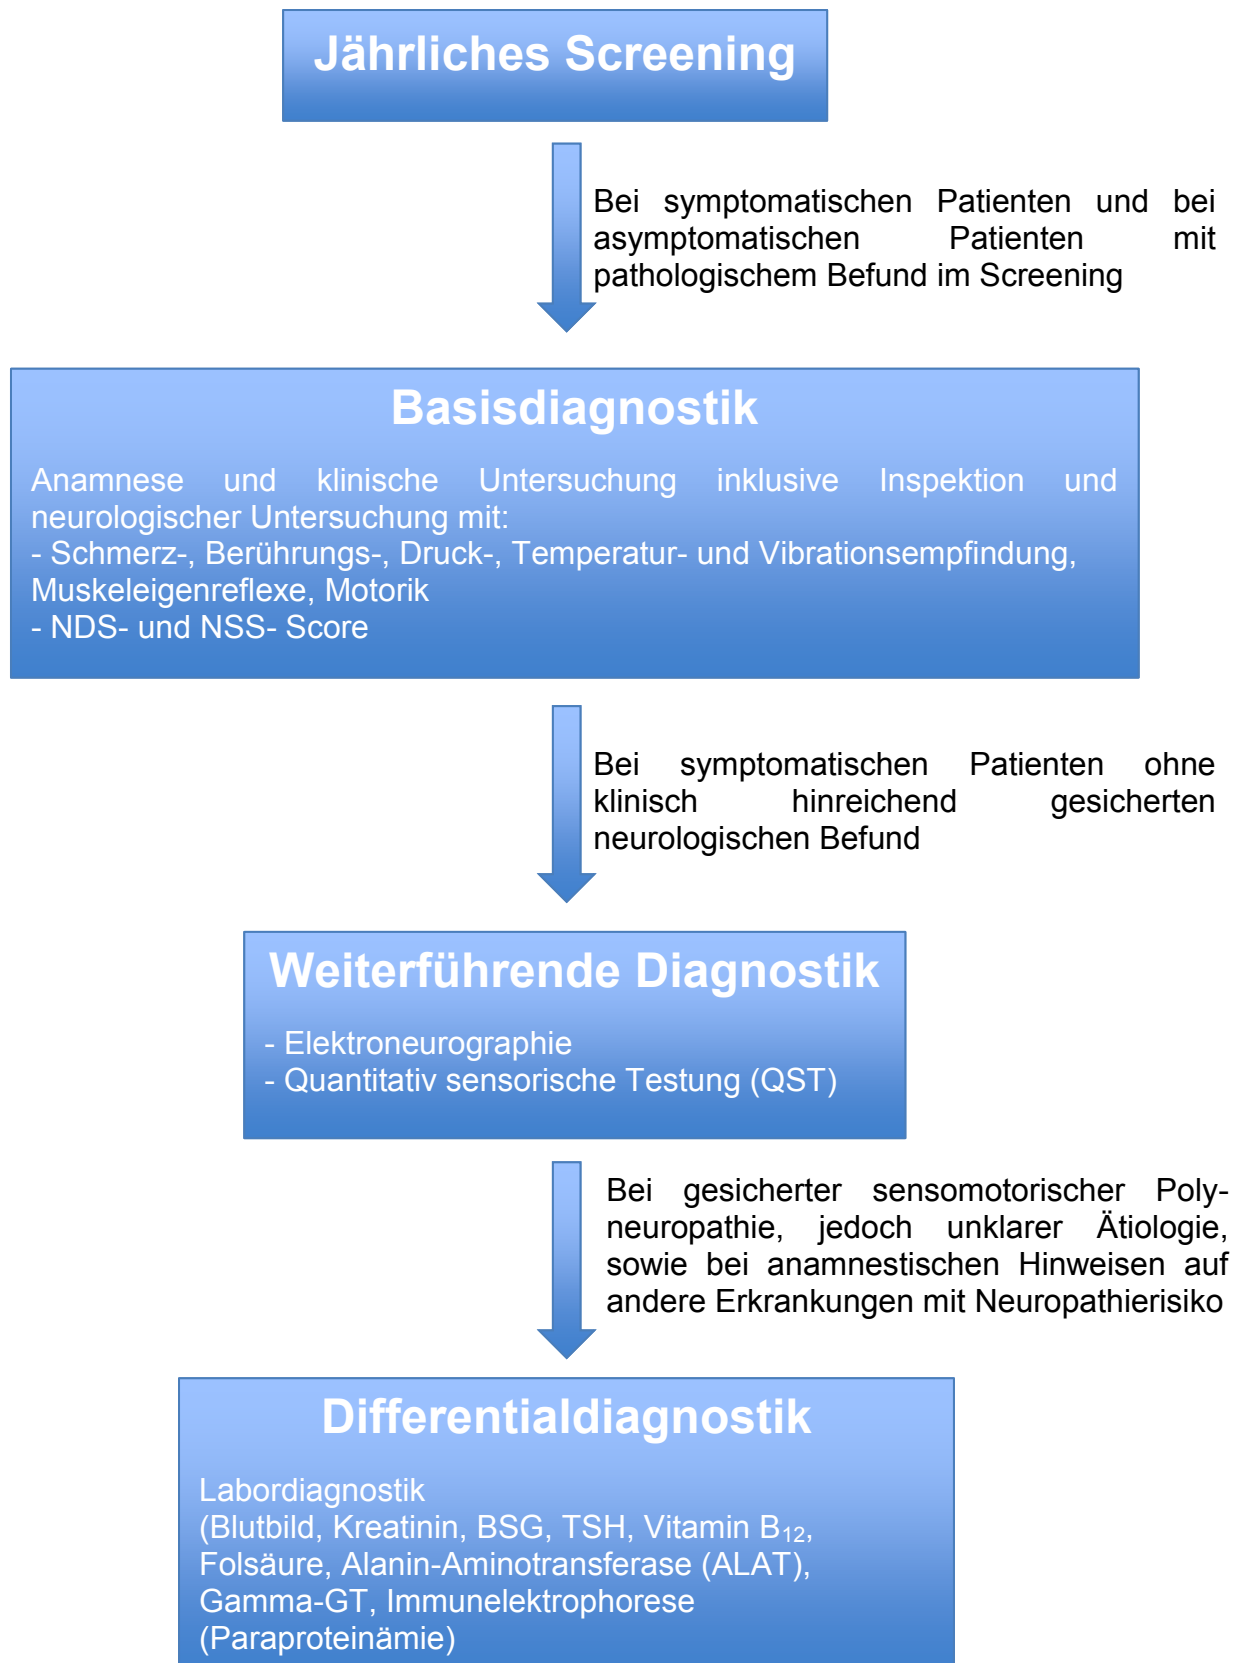 Jährliches Screening
Bei symptomatischen Patienten und bei
asymptomatischen Patienten mit
pathologischem Befund im Screening
Basisdiagnostik
Anamnese und klinische Untersuchung inklusive Inspektion und
neurologischer Untersuchung mit:
- Schmerz-, Berührungs-, Druck-, Temperatur- und Vibrationsempfindung,
Muskeleigenreflexe, Motorik
- NDS- und NSS- Score
Bei symptomatischen Patienten ohne
klinisch hinreichend gesicherten
neurologischen Befund
Weiterführende Diagnostik
- Elektroneurographie
- Quantitativ sensorische Testung (QST)
Bei gesicherter sensomotorischer Poly-
neuropathie, jedoch unklarer Ätiologie,
sowie bei anamnestischen Hinweisen auf
andere Erkrankungen mit Neuropathierisiko
Differentialdiagnostik
Labordiagnostik
(Blutbild, Kreatinin, BSG, TSH, Vitamin B₁₂,
Folsäure, Alanin-Aminotransferase (ALAT),
Gamma-GT, Immunelektrophorese
(Paraproteinämie)